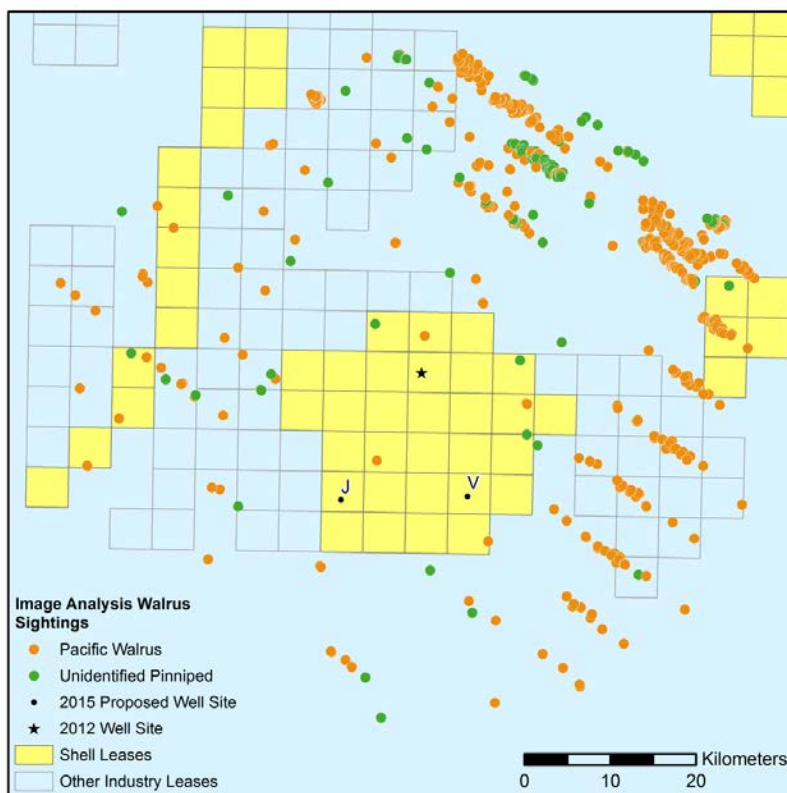 J
V
Image Analysis Walrus
Sightings
Pacific Walrus
Unidentified Pinniped
2015 Proposed Well Site
2012 Well Site
Shell Leases
Other Industry Leases
Kilometers
0 10 20